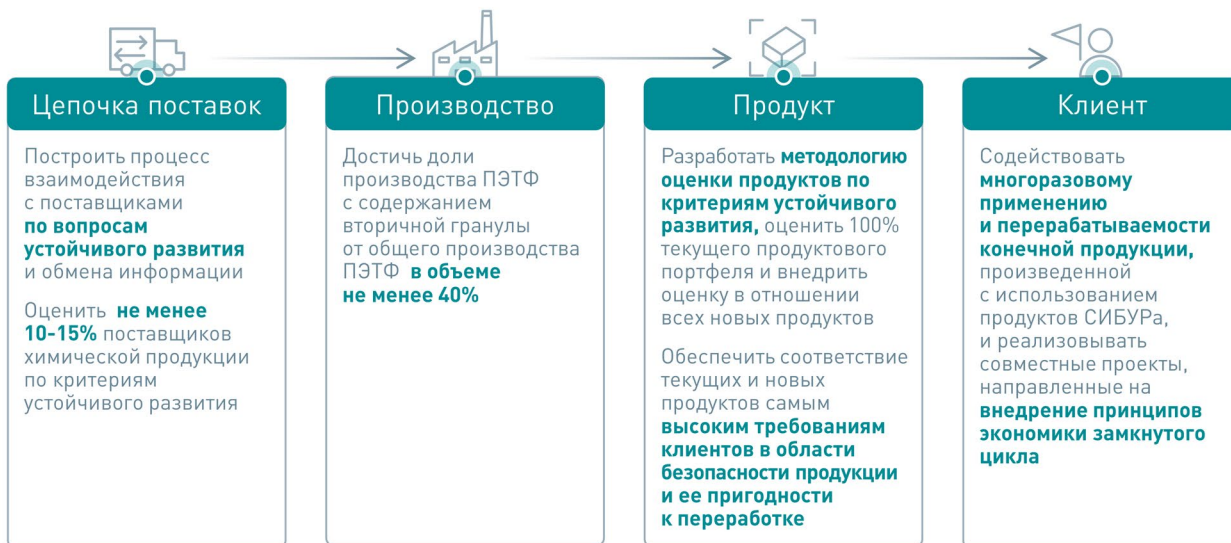 Цепочка поставок
Построить процесс
взаимодействия
с поставщиками
по вопросам
устойчивого развития
и обмена информации
Оценить не менее
10-15% поставщиков
химической продукции
по критериям
устойчивого развития
Производство
Достичь доли
производства ПЭТФ
с содержанием
вторичной гранулы
от общего производства
ПЭТФ в объеме
не менее 40%
Продукт
Разработать методологию
оценки продуктов по
критериям устойчивого
развития, оценить 100%
текущего продуктового
портфеля и внедрить
оценку в отношении
всех новых продуктов
Обеспечить соответствие
текущих и новых
продуктов самым
высоким требованиям
клиентов в области
безопасности продукции
и ее пригодности
к переработке
Клиент
Содействовать
многоразовому
применению
и перерабатываемости
конечной продукции,
произведенной
с использованием
продуктов СИБУРа,
и реализовывать
совместные проекты,
направленные на
внедрение принципов
экономики замкнутого
цикла